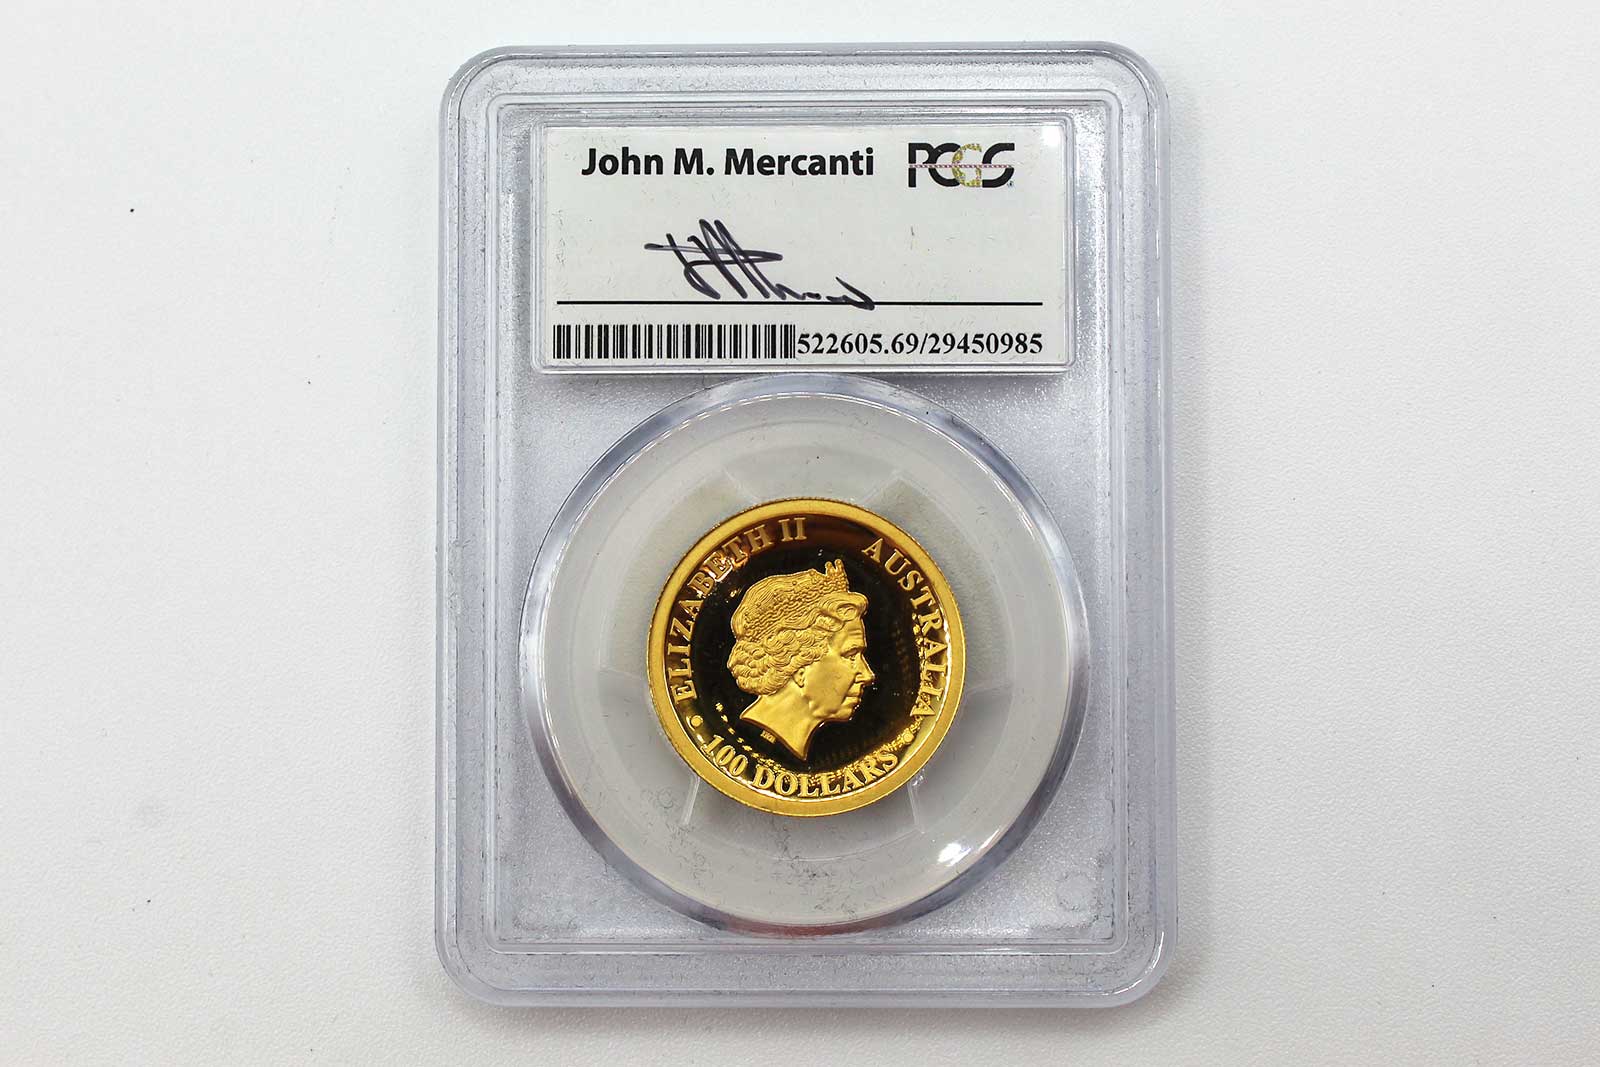 John M. Mercanti PCGS
522605.69/29450985
ELIZABETH II AUSTRALIA
100 DOLLARS